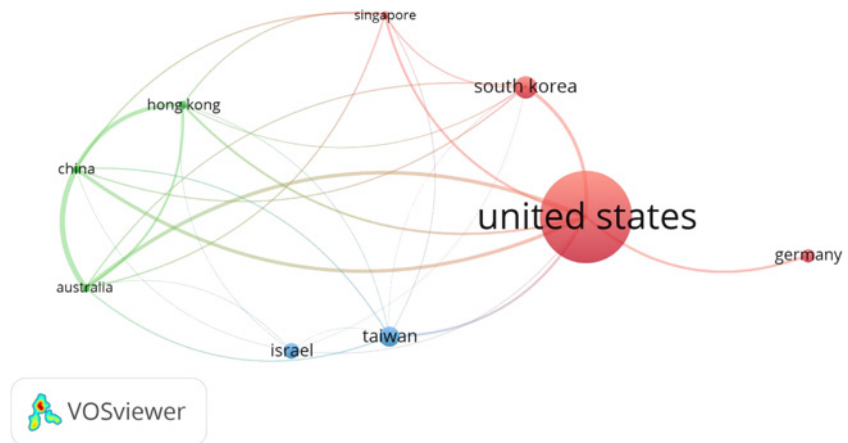 singapore
south korea
hong kong
china
united states
germany
australia
taiwan
israel
VOSviewer